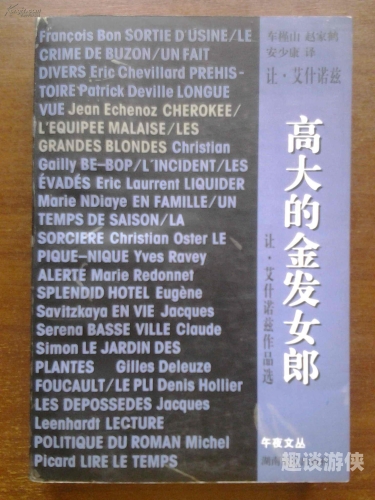 François Bon SORTIE D'USINE/LE
CRIME DE BUZON/UN FAIT
DIVERS Eric Chevillard PREHIS-
TOIRE Patrick Deville LONGUE
VUE Jean Echenoz CHEROKEE/
L'EQUIPEE MALAISE/LES
GRANDES BLONDES Christian
Gailly BE-BOP/L'INCIDENT/LES
ÉVADÉS Eric Laurrent LIQUIDER
Marie NDiaye EN FAMILLE/UN
TEMPS DE SAISON/LA
SORCIERE Christian Oster LE
PIQUE-NIQUE Yves Ravey
ALERTE Marie Redonnet
SPLENDID HOTEL Eugène
Savitzkaya EN VIE Jacques
Serena BASSE VILLE Claude
Simon LE JARDIN DES
PLANTES Gilles Deleuze
FOUCAULT/LE PLI Denis Hollier
LES DEPOSSEDES Jacques
Leenhardt LECTURE
POLITIQUE DU ROMAN Michel
Picard LIRE LE TEMPS
车槿山 赵家鹤
安少康 译
让·艾什诺兹
高大的金发女郎
让·艾什诺兹作品选
午夜文丛
湖南
趣谈游侠